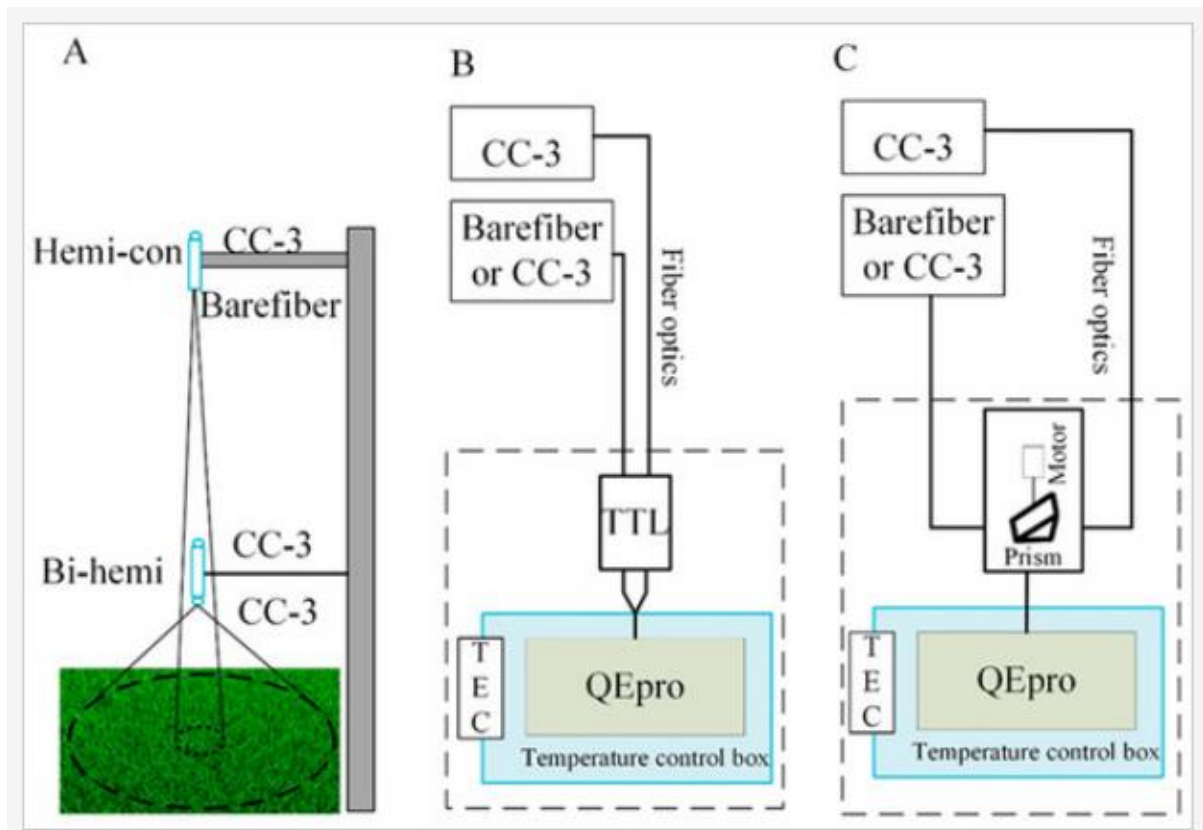 A
Hemi-con
CC-3
Barefiber
Bi-hemi
CC-3
CC-3
B
CC-3
Barefiber
or CC-3
Fiber optics
TTL
T
E
C
QEpro
Temperature control box
C
CC-3
Barefiber
or CC-3
Fiber optics
Motor
Prism
T
E
C
QEpro
Temperature control box